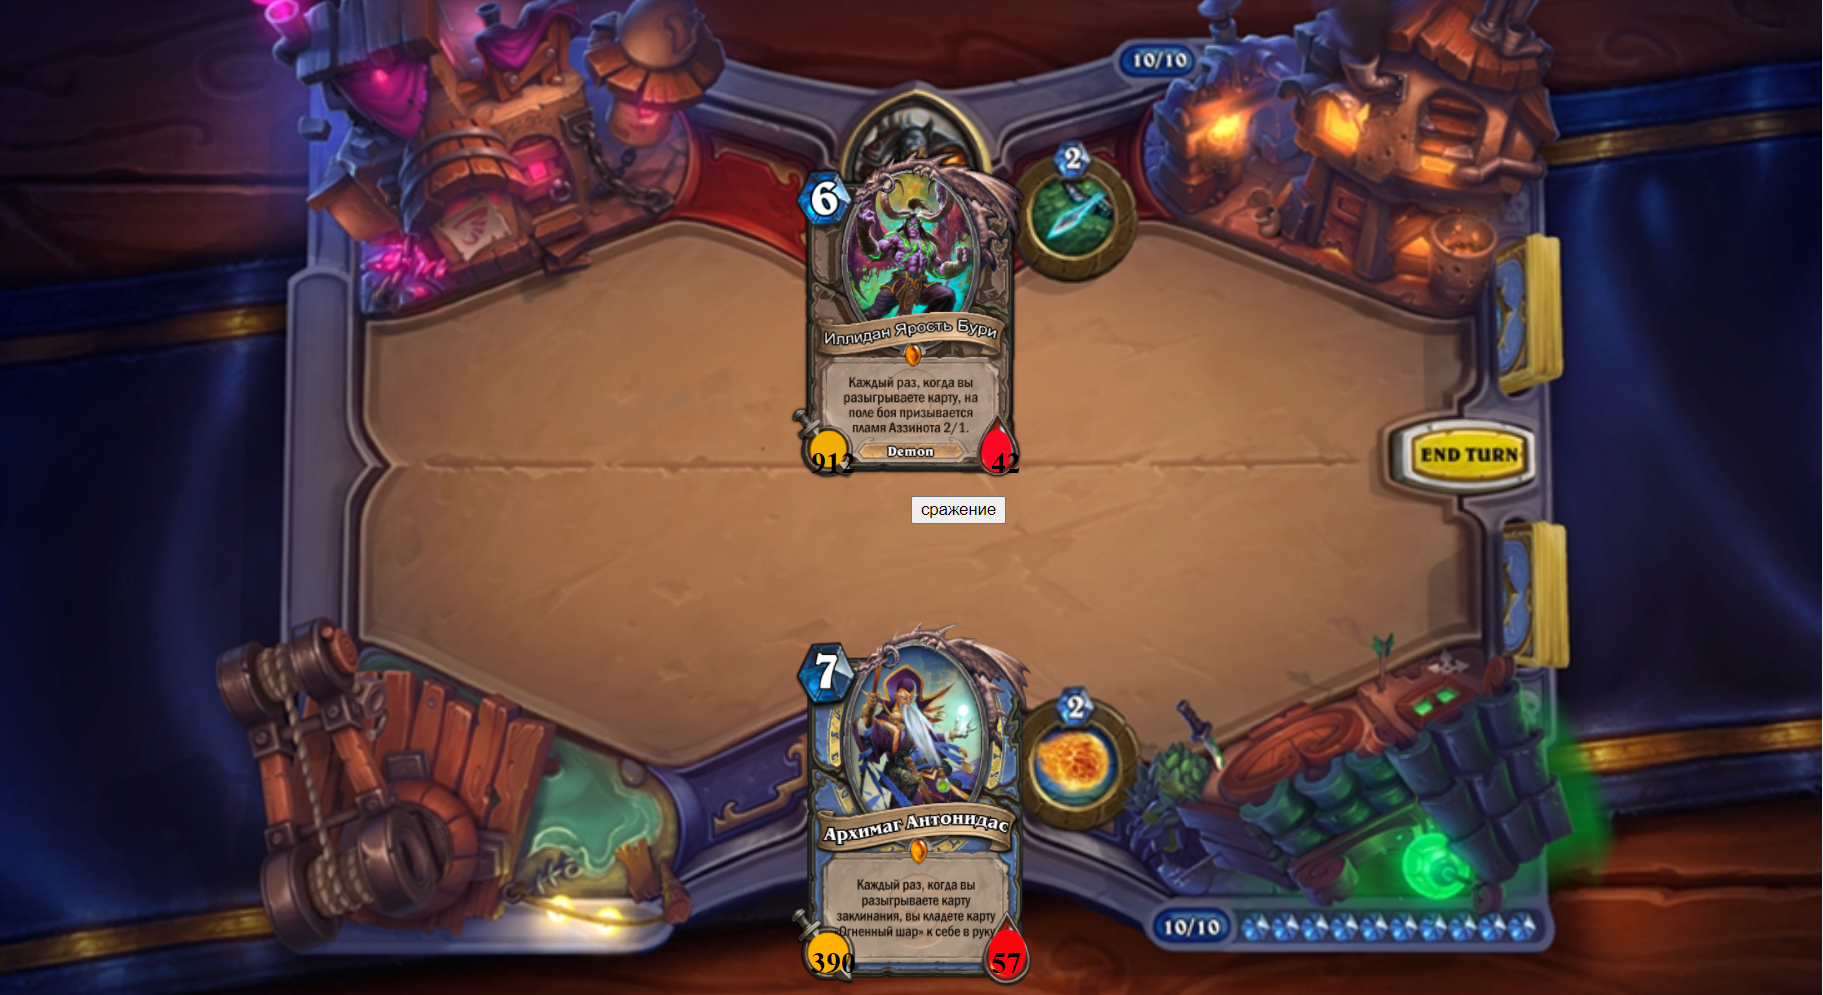 10/10
2
6
Иллидан Ярость Бури
Каждый раз, когда вы
разыгрываете карту, на
поле боя призывается
пламя Аззинота 2/1.
Demon
912
42
END TURN
сражение
7
2
Архимаг Антонидас
Каждый раз, когда вы
разыгрываете карту
заклинания, вы кладете карту
«Огненный шар» к себе в руку
390
57
10/10